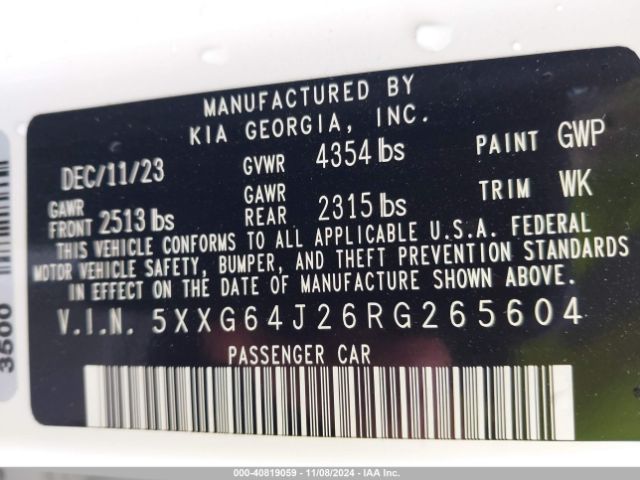 MANUFACTURED BY
KIA GEORGIA, INC.
DEC/11/23 GVWR 4354 lbs PAINT GWP
GAWR FRONT 2513 lbs GAWR REAR 2315 lbs TRIM WK
THIS VEHICLE CONFORMS TO ALL APPLICABLE U.S.A. FEDERAL
MOTOR VEHICLE SAFETY, BUMPER, AND THEFT PREVENTION STANDARDS
IN EFFECT ON THE DATE OF MANUFACTURE SHOWN ABOVE.
V.I.N. 5XXG64J26RG265604
PASSENGER CAR
3500
000-40819059 - 11/08/2024 - IAA Inc.